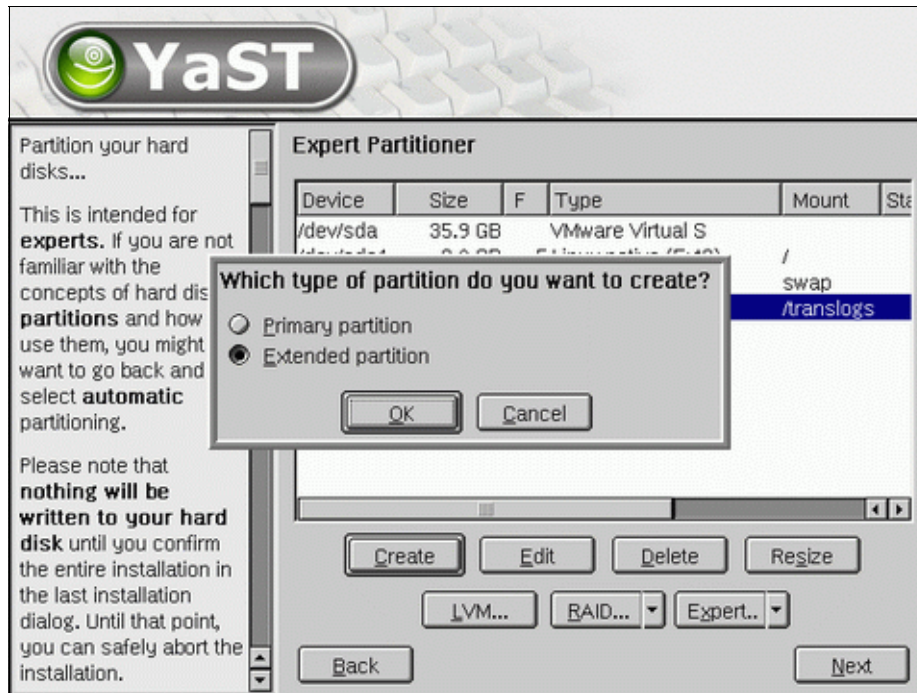 YaST
Partition your hard
disks...
This is intended for
experts. If you are not
familiar with the
concepts of hard dis
partitions and how
use them, you might
want to go back and
select automatic
partitioning.
Please note that
nothing will be
written to your hard
disk until you confirm
the entire installation in
the last installation
dialog. Until that point,
you can safely abort the
installation.
Expert Partitioner
Device Size F Type Mount Sta
/dev/sda 35.9 GB VMware Virtual S
/
swap
/translogs
Which type of partition do you want to create?
Primary partition
Extended partition
OK Cancel
Create Edit Delete Resize
LVM... RAID... Expert..
Back Next